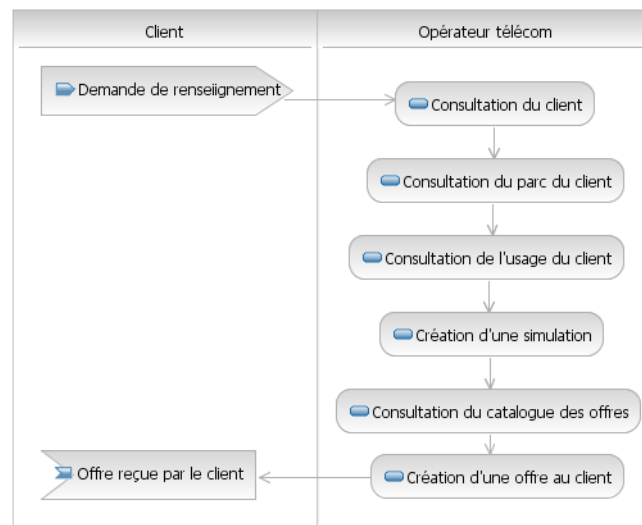 Client
Opérateur télécom
Demande de renseiignement
Consultation du client
Consultation du parc du client
Consultation de l'usage du client
Création d'une simulation
Consultation du catalogue des offres
Offre reçue par le client
Création d'une offre au client